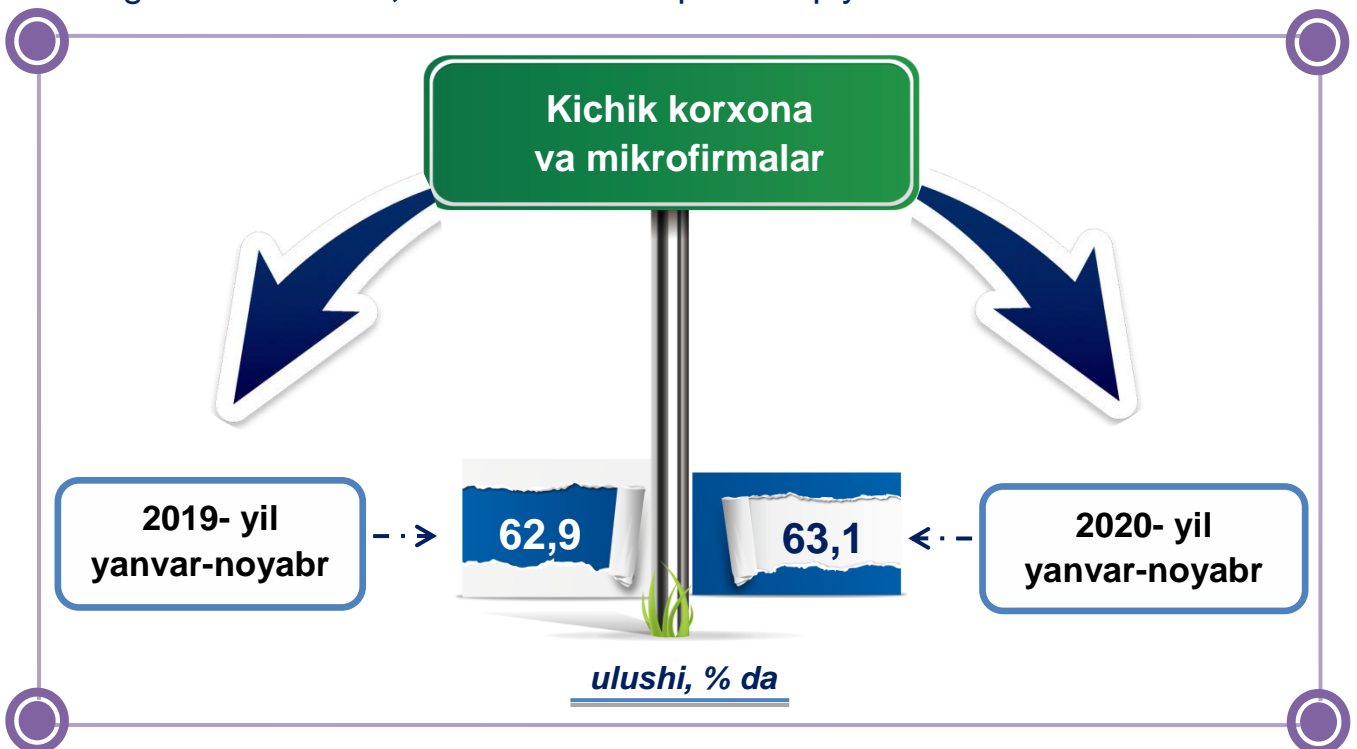 Kichik korxona
va mikrofirmalar
2019- yil
yanvar-noyabr
62,9
63,1
2020- yil
yanvar-noyabr
ulushi, % da